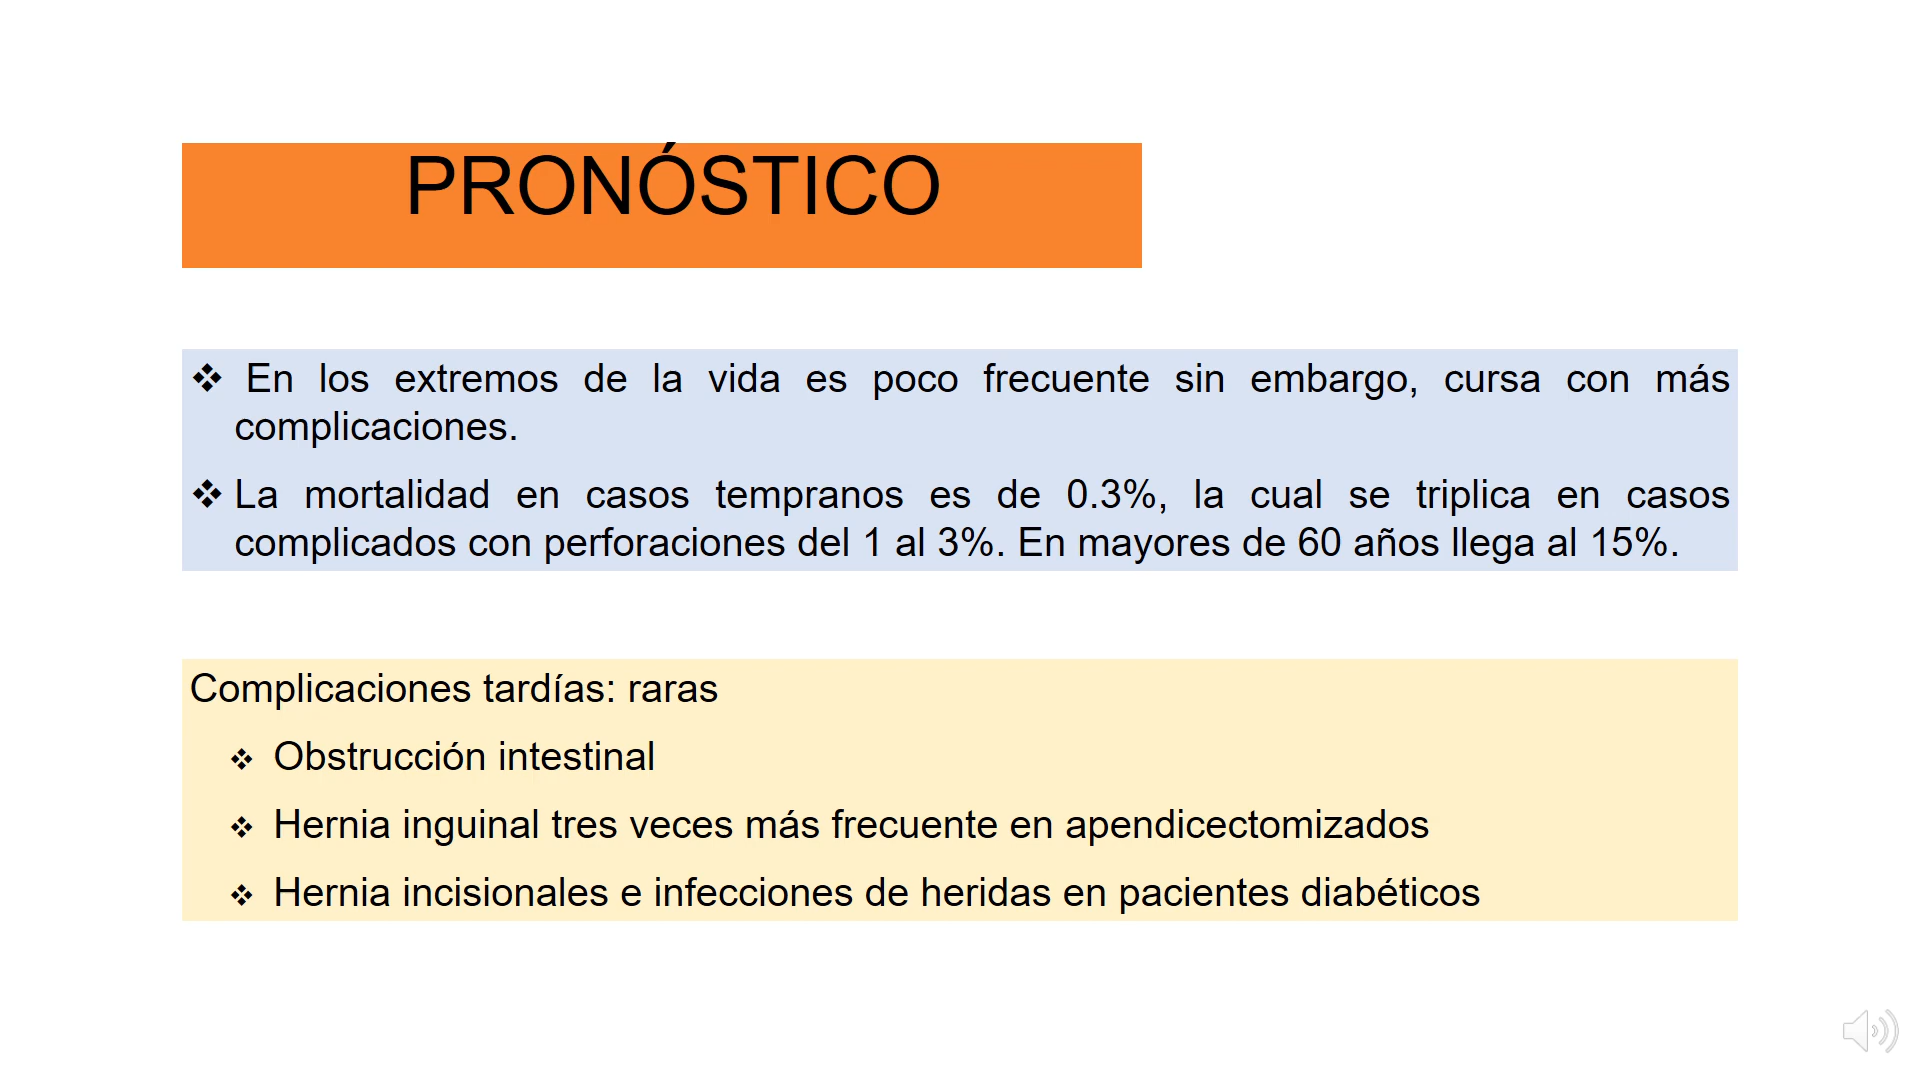 PRONÓSTICO
❖ En los extremos de la vida es poco frecuente sin embargo, cursa con más
complicaciones.
❖ La mortalidad en casos tempranos es de 0.3%, la cual se triplica en casos
complicados con perforaciones del 1 al 3%. En mayores de 60 años llega al 15%.
Complicaciones tardías: raras
❖ Obstrucción intestinal
❖ Hernia inguinal tres veces más frecuente en apendicectomizados
❖ Hernia incisionales e infecciones de heridas en pacientes diabéticos